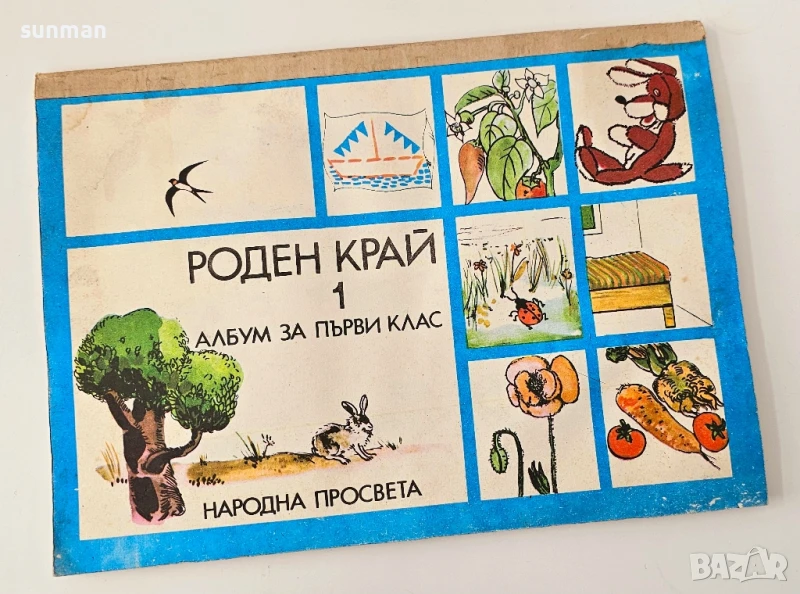 sunman
РОДЕН КРАЙ
1
АЛБУМ ЗА ПЪРВИ КЛАС
НАРОДНА ПРОСВЕТА
BAZAR